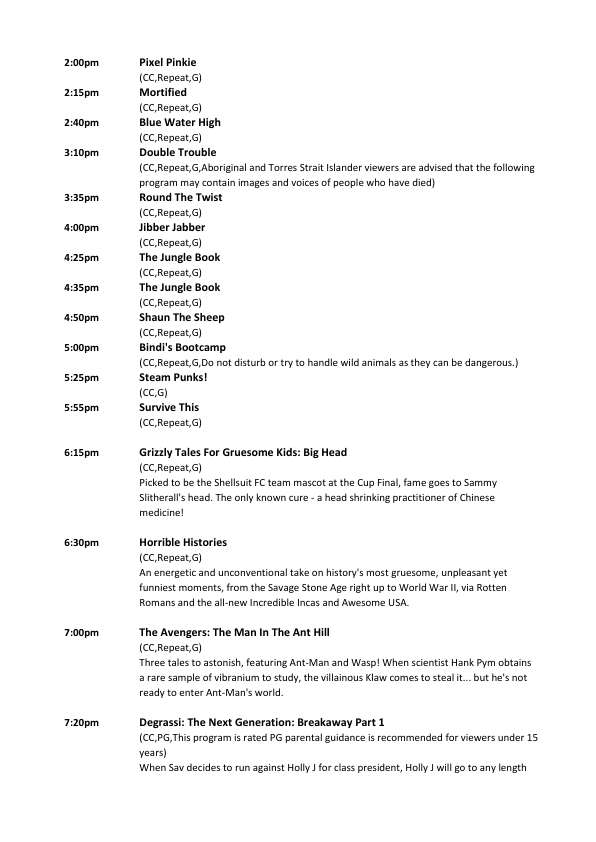 2:00pm Pixel Pinkie
(CC,Repeat,G)
2:15pm Mortified
(CC,Repeat,G)
2:40pm Blue Water High
(CC,Repeat,G)
3:10pm Double Trouble
(CC,Repeat,G,Aboriginal and Torres Strait Islander viewers are advised that the following
program may contain images and voices of people who have died)
3:35pm Round The Twist
(CC,Repeat,G)
4:00pm Jibber Jabber
(CC,Repeat,G)
4:25pm The Jungle Book
(CC,Repeat,G)
4:35pm The Jungle Book
(CC,Repeat,G)
4:50pm Shaun The Sheep
(CC,Repeat,G)
5:00pm Bindi's Bootcamp
(CC,Repeat,G,Do not disturb or try to handle wild animals as they can be dangerous.)
5:25pm Steam Punks!
(CC,G)
5:55pm Survive This
(CC,Repeat,G)
6:15pm Grizzly Tales For Gruesome Kids: Big Head
(CC,Repeat,G)
Picked to be the Shellsuit FC team mascot at the Cup Final, fame goes to Sammy
Slitherall's head. The only known cure - a head shrinking practitioner of Chinese
medicine!
6:30pm Horrible Histories
(CC,Repeat,G)
An energetic and unconventional take on history's most gruesome, unpleasant yet
funniest moments, from the Savage Stone Age right up to World War II, via Rotten
Romans and the all-new Incredible Incas and Awesome USA.
7:00pm The Avengers: The Man In The Ant Hill
(CC,Repeat,G)
Three tales to astonish, featuring Ant-Man and Wasp! When scientist Hank Pym obtains
a rare sample of vibranium to study, the villainous Klaw comes to steal it... but he's not
ready to enter Ant-Man's world.
7:20pm Degrassi: The Next Generation: Breakaway Part 1
(CC,PG,This program is rated PG parental guidance is recommended for viewers under 15
years)
When Sav decides to run against Holly J for class president, Holly J will go to any length